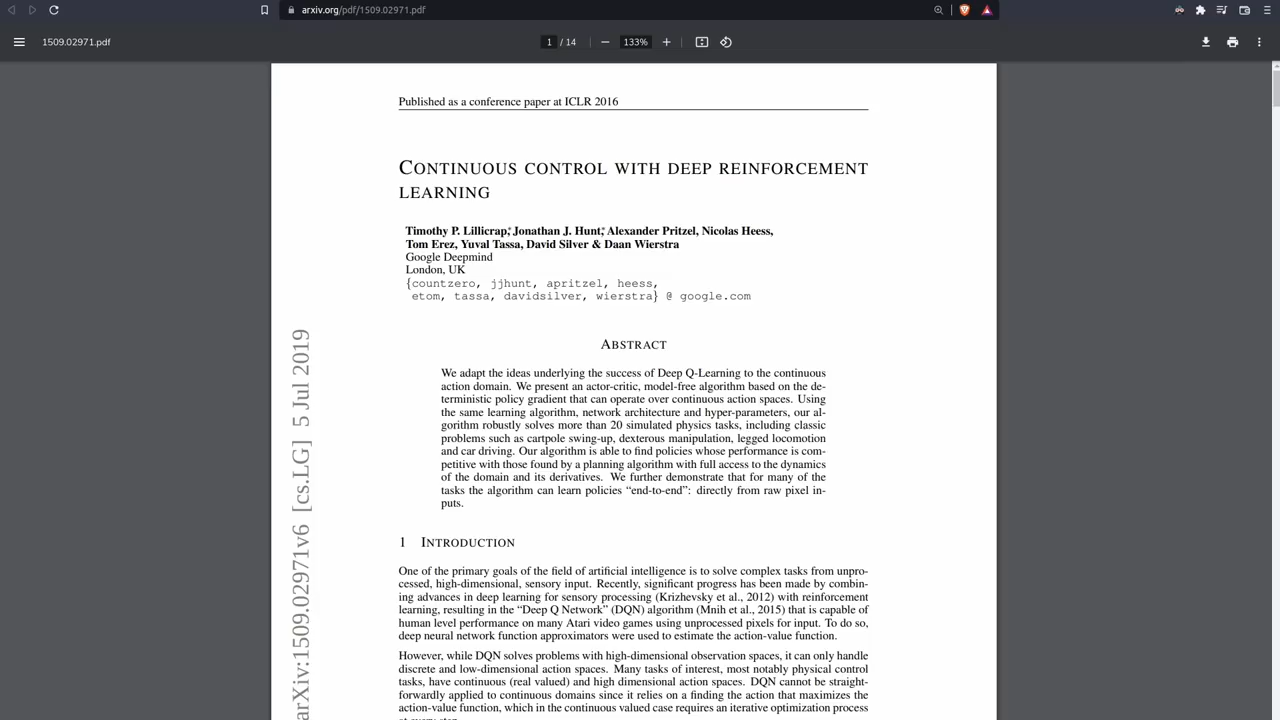 arxiv.org/pdf/1509.02971.pdf
1509.02971.pdf
1 / 14
133%
Published as a conference paper at ICLR 2016
CONTINUOUS CONTROL WITH DEEP REINFORCEMENT
LEARNING
Timothy P. Lillicrap,* Jonathan J. Hunt,* Alexander Pritzel, Nicolas Heess,
Tom Erez, Yuval Tassa, David Silver & Daan Wierstra
Google Deepmind
London, UK
{countzero, jjhunt, apritzel, heess,
etom, tassa, davidsilver, wierstra} @ google.com
ABSTRACT
We adapt the ideas underlying the success of Deep Q-Learning to the continuous
action domain. We present an actor-critic, model-free algorithm based on the de-
terministic policy gradient that can operate over continuous action spaces. Using
the same learning algorithm, network architecture and hyper-parameters, our al-
gorithm robustly solves more than 20 simulated physics tasks, including classic
problems such as cartpole swing-up, dexterous manipulation, legged locomotion
and car driving. Our algorithm is able to find policies whose performance is com-
petitive with those found by a planning algorithm with full access to the dynamics
of the domain and its derivatives. We further demonstrate that for many of the
tasks the algorithm can learn policies “end-to-end”: directly from raw pixel in-
puts.
1 INTRODUCTION
One of the primary goals of the field of artificial intelligence is to solve complex tasks from unpro-
cessed, high-dimensional, sensory input. Recently, significant progress has been made by combin-
ing advances in deep learning for sensory processing (Krizhevsky et al., 2012) with reinforcement
learning, resulting in the “Deep Q Network” (DQN) algorithm (Mnih et al., 2015) that is capable of
human level performance on many Atari video games using unprocessed pixels for input. To do so,
deep neural network function approximators were used to estimate the action-value function.
However, while DQN solves problems with high-dimensional observation spaces, it can only handle
discrete and low-dimensional action spaces. Many tasks of interest, most notably physical control
tasks, have continuous (real valued) and high dimensional action spaces. DQN cannot be straight-
forwardly applied to continuous domains since it relies on a finding the action that maximizes the
action-value function, which in the continuous valued case requires an iterative optimization process
arXiv:1509.02971v6 [cs.LG] 5 Jul 2019